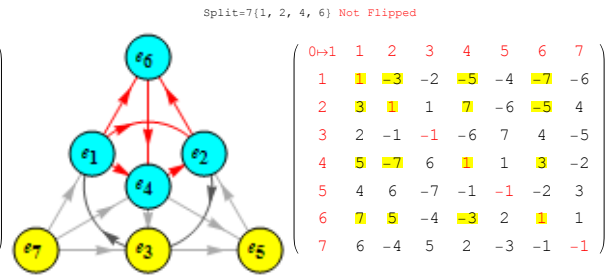 Split=7{1, 2, 4, 6} Not Flipped
e6
e1
e2
e4
e7
e3
e5
0↦1 1 2 3 4 5 6 7
1 1 -3 -2 -5 -4 -7 -6
2 3 1 1 7 -6 -5 4
3 2 -1 -1 -6 7 4 -5
4 5 -7 6 1 1 3 -2
5 4 6 -7 -1 -1 -2 3
6 7 5 -4 -3 2 1 1
7 6 -4 5 2 -3 -1 -1